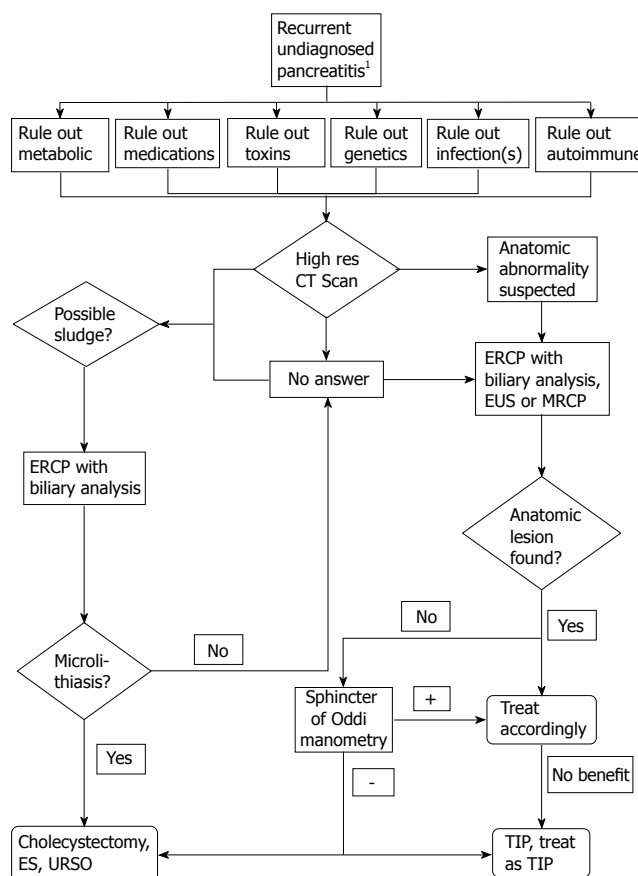 Recurrent
undiagnosed
pancreatitis¹
Rule out
metabolic
Rule out
medications
Rule out
toxins
Rule out
genetics
Rule out
infection(s)
Rule out
autoimmune
High res
CT Scan
Anatomic
abnormality
suspected
Possible
sludge?
No answer
ERCP with
biliary analysis,
EUS or MRCP
ERCP with
biliary analysis
Anatomic
lesion
found?
No
Yes
Microli-
thiasis?
No
Sphincter
of Oddi
manometry
+
Treat
accordingly
Yes
-
No benefit
Cholecystectomy,
ES, URSO
TIP, treat
as TIP